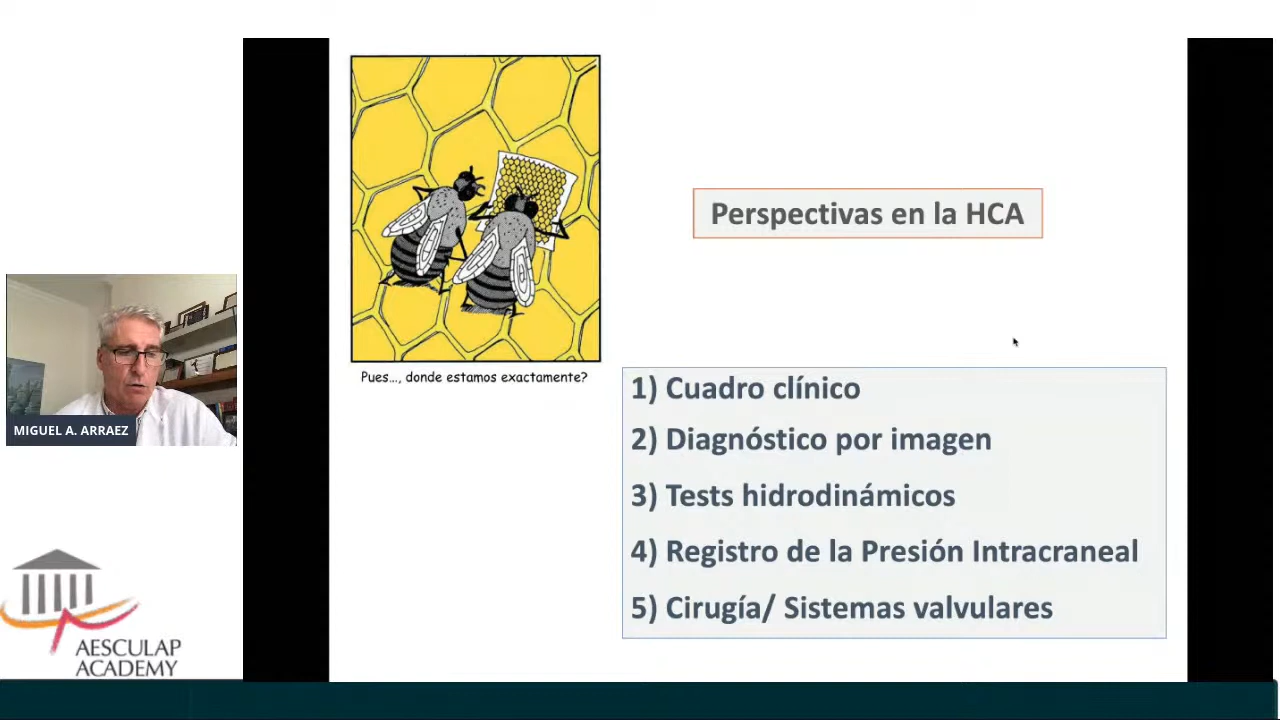 Perspectivas en la HCA
Pues..., donde estamos exactamente?
1) Cuadro clínico
2) Diagnóstico por imagen
3) Tests hidrodinámicos
4) Registro de la Presión Intracraneal
5) Cirugía/ Sistemas valvulares
MIGUEL A. ARRAEZ
AESCULAP
ACADEMY